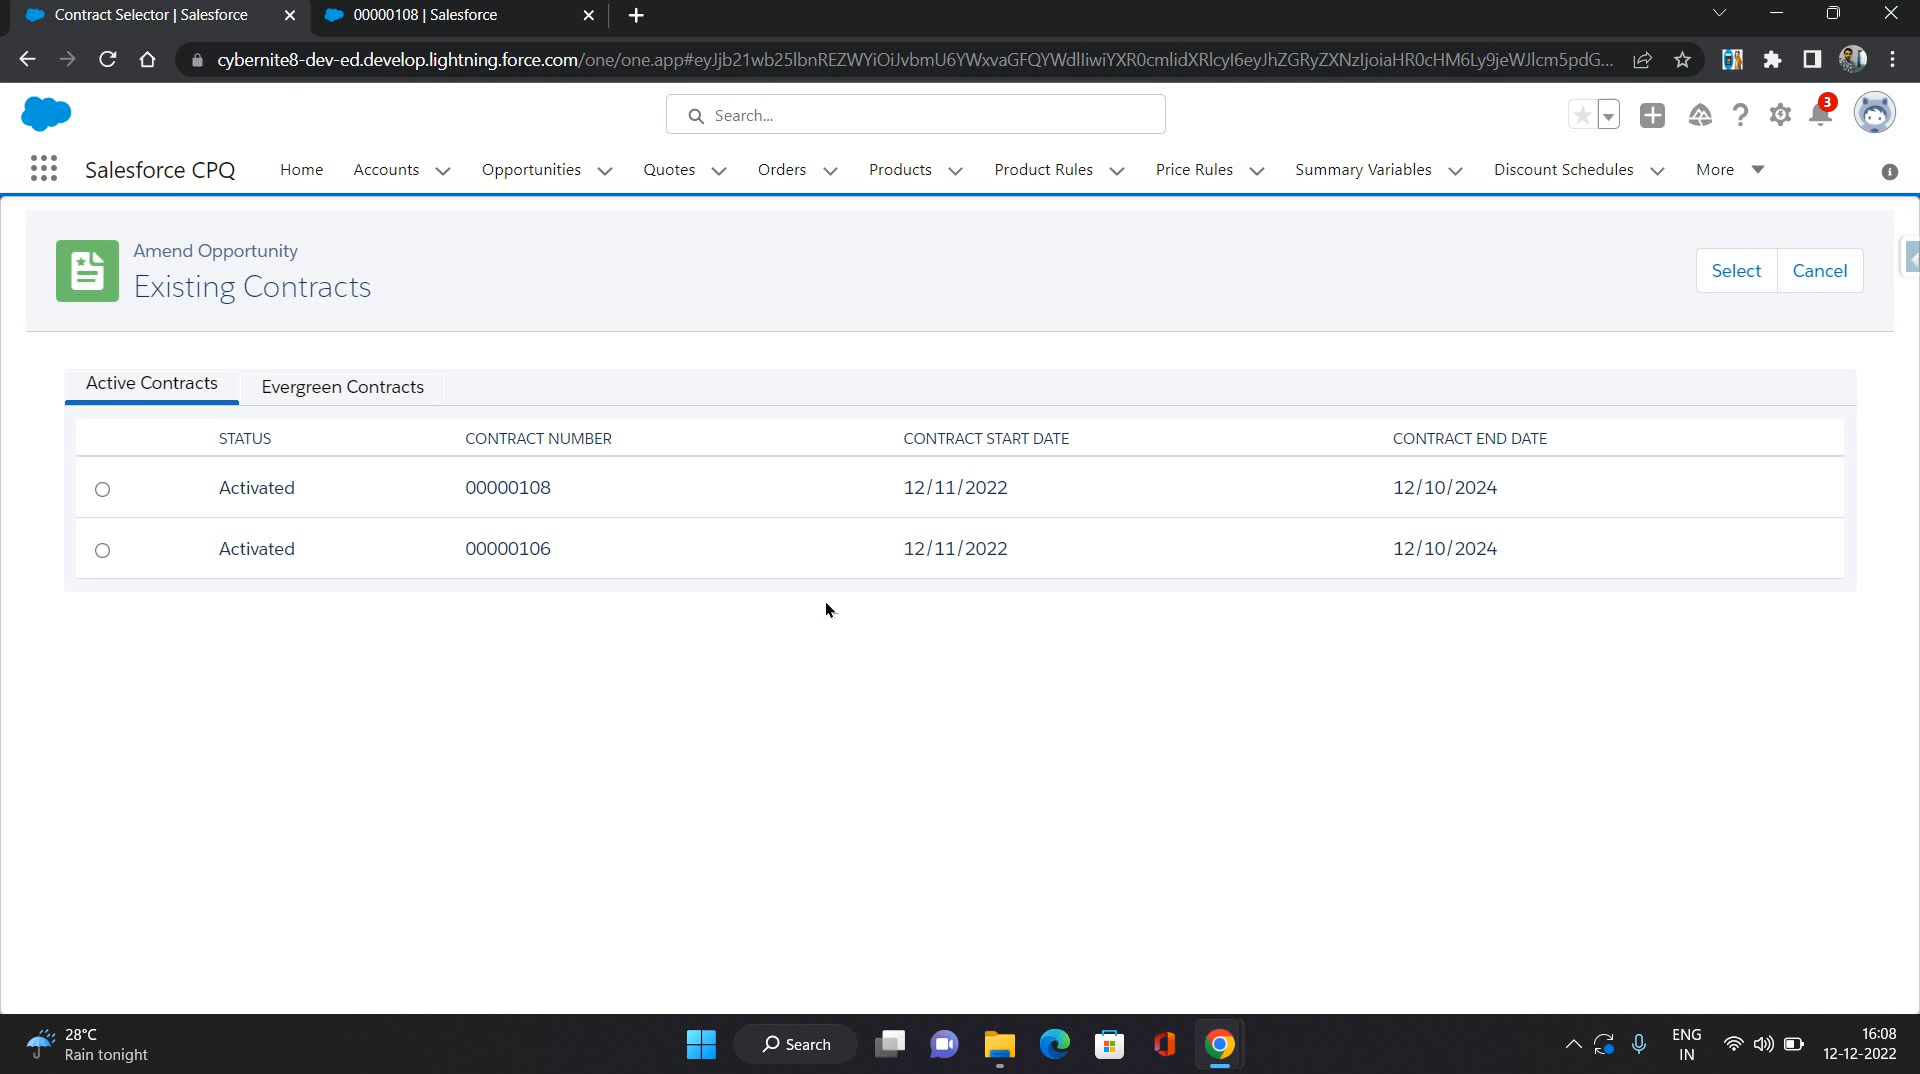 Contract Selector | Salesforce
00000108 | Salesforce
cybernite8-dev-ed.develop.lightning.force.com
Search...
3
Salesforce CPQ
Home
Accounts
Opportunities
Quotes
Orders
Products
Product Rules
Price Rules
Summary Variables
Discount Schedules
More
Amend Opportunity
Existing Contracts
Select
Cancel
Active Contracts
Evergreen Contracts
STATUS CONTRACT NUMBER CONTRACT START DATE CONTRACT END DATE
Activated 00000108 12/11/2022 12/10/2024
Activated 00000106 12/11/2022 12/10/2024
28°C
Rain tonight
Search
ENG
IN
16:08
12-12-2022